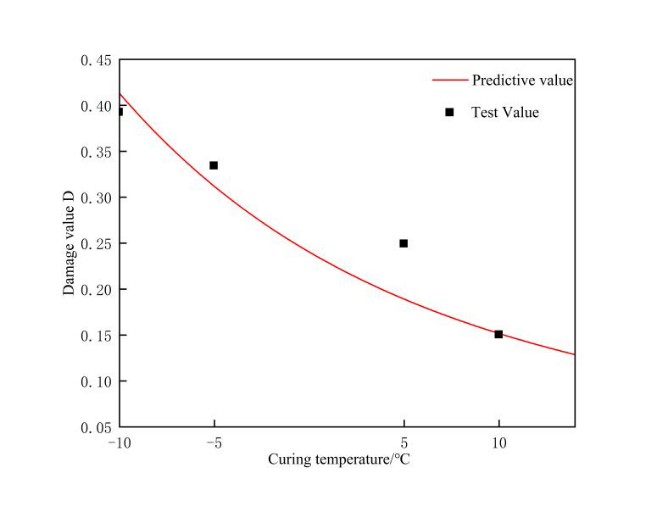 0.45
0.40
0.35
0.30
0.25
0.20
0.15
0.10
0.05
Damage value D
Predictive value
Test Value
-10 -5 5 10
Curing temperature/℃